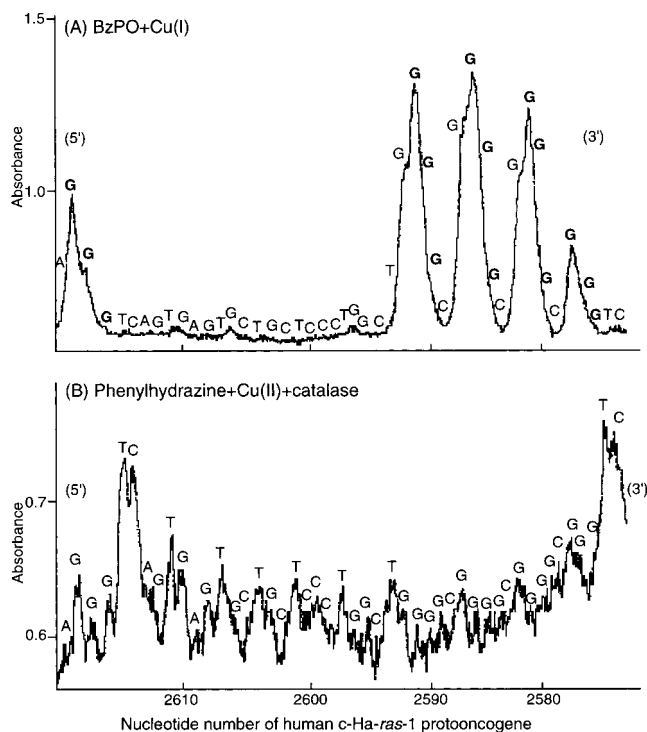 (A) BzPO+Cu(I)
1.5
1.0
Absorbance
(5')
(3')
A G G G T C A G T G A G T G C T G C T C C C T G G C T G G G G C G G G G C G G G G C G G G T C
(B) Phenylhydrazine+Cu(II)+catalase
0.7
0.6
Absorbance
(5')
(3')
A G G G T C A G T G A G T G C T G C T C C C T G G C T G G G G C G G G G C G G G G C G G G T C
2610 2600 2590 2580
Nucleotide number of human c-Ha-ras-1 protooncogene